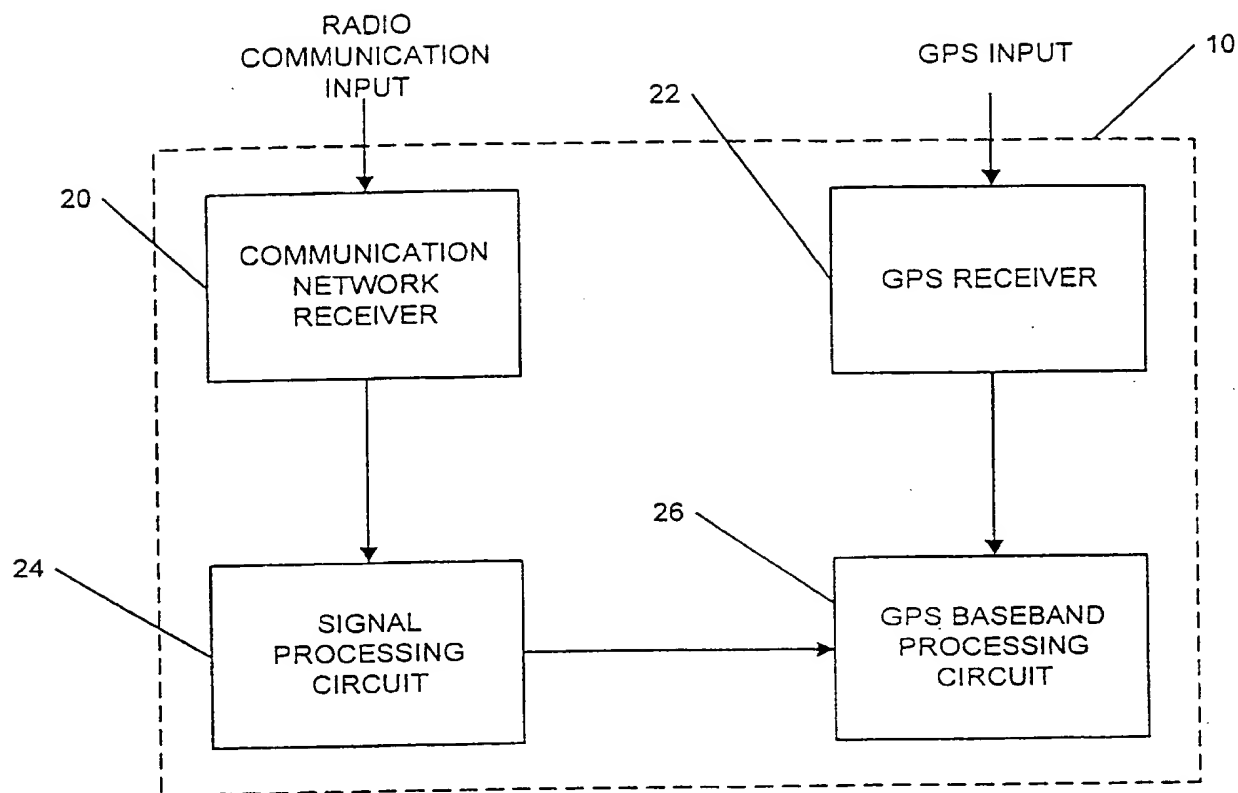 RADIO
COMMUNICATION
INPUT
GPS INPUT
10
22
20
COMMUNICATION
NETWORK
RECEIVER
GPS RECEIVER
26
24
SIGNAL
PROCESSING
CIRCUIT
GPS BASEBAND
PROCESSING
CIRCUIT